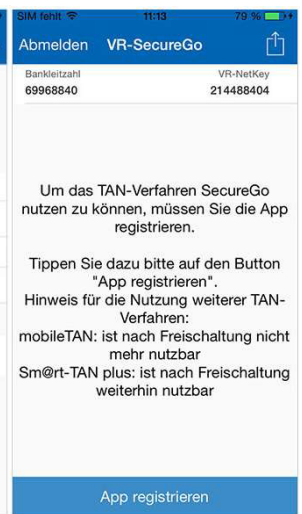 SIM fehlt 11:13 79 %
Abmelden VR-SecureGo
Bankleitzahl VR-NetKey
69968840 214488404
Um das TAN-Verfahren SecureGo
nutzen zu können, müssen Sie die App
registrieren.
Tippen Sie dazu bitte auf den Button
"App registrieren".
Hinweis für die Nutzung weiterer TAN-
Verfahren:
mobileTAN: ist nach Freischaltung nicht
mehr nutzbar
Sm@rt-TAN plus: ist nach Freischaltung
weiterhin nutzbar
App registrieren